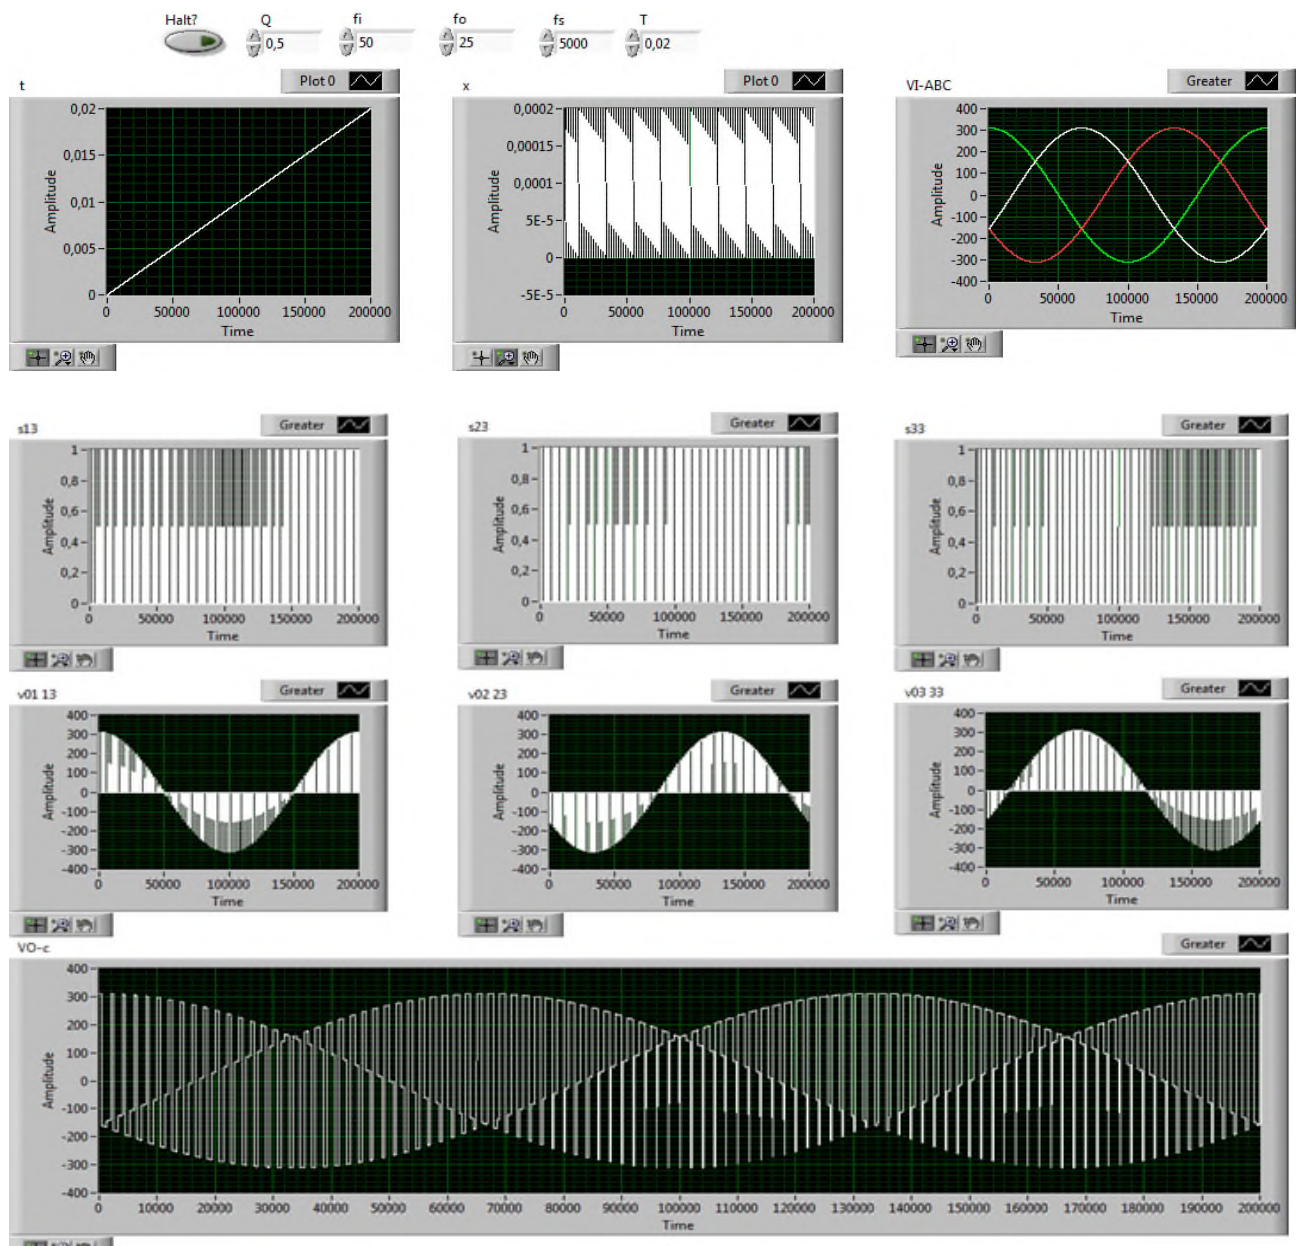 Halt? Q fi fo fs T
0,5 50 25 5000 0,02
t Plot 0
0,02
0,015
0,01
0,005
0
Amplitude
0 50000 100000 150000 200000
Time
x Plot 0
0,0002
0,00015
0,0001
5E-5
0
-5E-5
Amplitude
0 50000 100000 150000 200000
Time
VI-ABC Greater
400
300
200
100
0
-100
-200
-300
-400
Amplitude
0 50000 100000 150000 200000
Time
s13 Greater
1
0,8
0,6
0,4
0,2
0
Amplitude
0 50000 100000 150000 200000
Time
s23 Greater
1
0,8
0,6
0,4
0,2
0
Amplitude
0 50000 100000 150000 200000
Time
s33 Greater
1
0,8
0,6
0,4
0,2
0
Amplitude
0 50000 100000 150000 200000
Time
v01 13 Greater
400
300
200
100
0
-100
-200
-300
-400
Amplitude
0 50000 100000 150000 200000
Time
v02 23 Greater
400
300
200
100
0
-100
-200
-300
-400
Amplitude
0 50000 100000 150000 200000
Time
v03 33 Greater
400
300
200
100
0
-100
-200
-300
-400
Amplitude
0 50000 100000 150000 200000
Time
VO-c Greater
400
300
200
100
0
-100
-200
-300
-400
Amplitude
0 10000 20000 30000 40000 50000 60000 70000 80000 90000 100000 110000 120000 130000 140000 150000 160000 170000 180000 190000 200000
Time